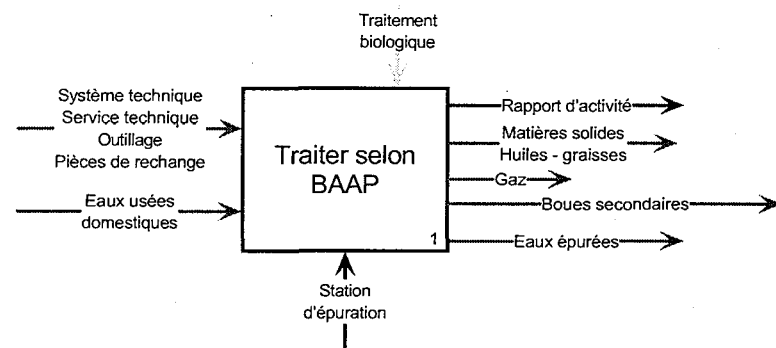 Traitement
biologique
Système technique
Service technique
Outillage
Pièces de rechange
Eaux usées
domestiques
Traiter selon
BAAP
1
Rapport d'activité
Matières solides
Huiles - graisses
Gaz
Boues secondaires
Eaux épurées
Station
d'épuration